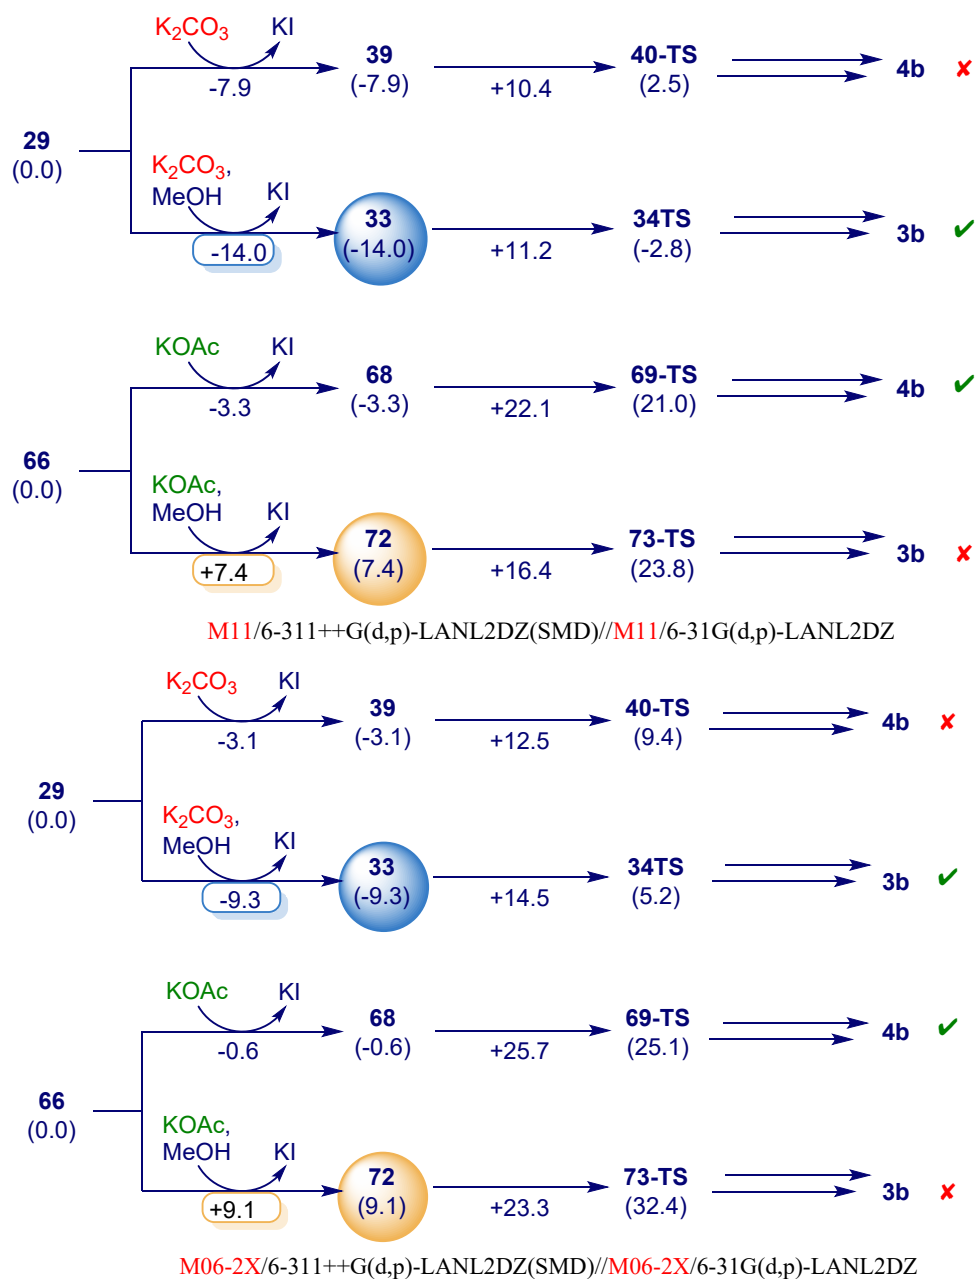 K2CO3 KI
39 40-TS
(-7.9) (2.5) 4b ✘
-7.9 +10.4
29
(0.0)
K2CO3,
MeOH KI
33 34TS
(-14.0) (-2.8) 3b ✔
-14.0 +11.2
KOAc KI
68 69-TS
(-3.3) (21.0) 4b ✔
-3.3 +22.1
66
(0.0)
KOAc,
MeOH KI
72 73-TS
(7.4) (23.8) 3b ✘
+7.4 +16.4
M11/6-311++G(d,p)-LANL2DZ(SMD)//M11/6-31G(d,p)-LANL2DZ
K2CO3 KI
39 40-TS
(-3.1) (9.4) 4b ✘
-3.1 +12.5
29
(0.0)
K2CO3,
MeOH KI
33 34TS
(-9.3) (5.2) 3b ✔
-9.3 +14.5
KOAc KI
68 69-TS
(-0.6) (25.1) 4b ✔
-0.6 +25.7
66
(0.0)
KOAc,
MeOH KI
72 73-TS
(9.1) (32.4) 3b ✘
+9.1 +23.3
M06-2X/6-311++G(d,p)-LANL2DZ(SMD)//M06-2X/6-31G(d,p)-LANL2DZ